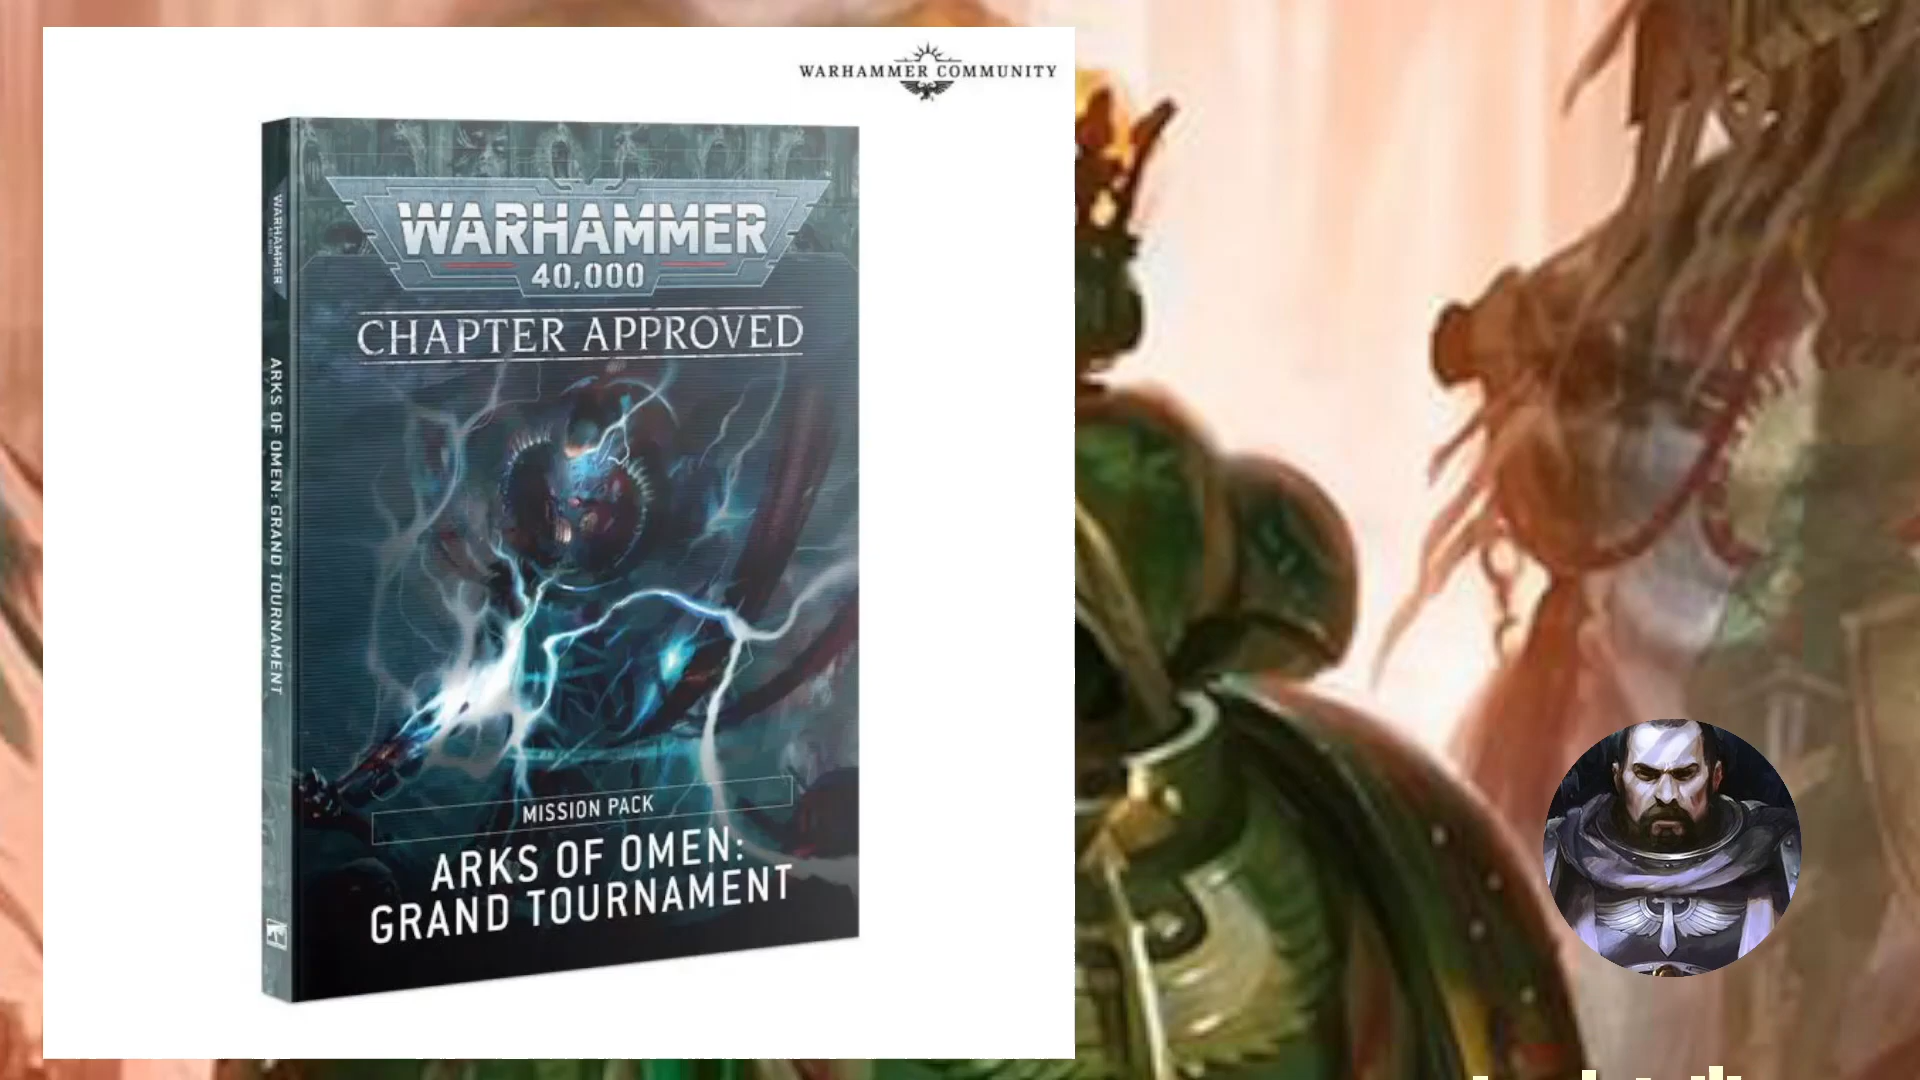 WARHAMMER COMMUNITY
WARHAMMER
40,000
CHAPTER APPROVED
MISSION PACK
ARKS OF OMEN:
GRAND TOURNAMENT
WARHAMMER
ARKS OF OMEN: GRAND TOURNAMENT